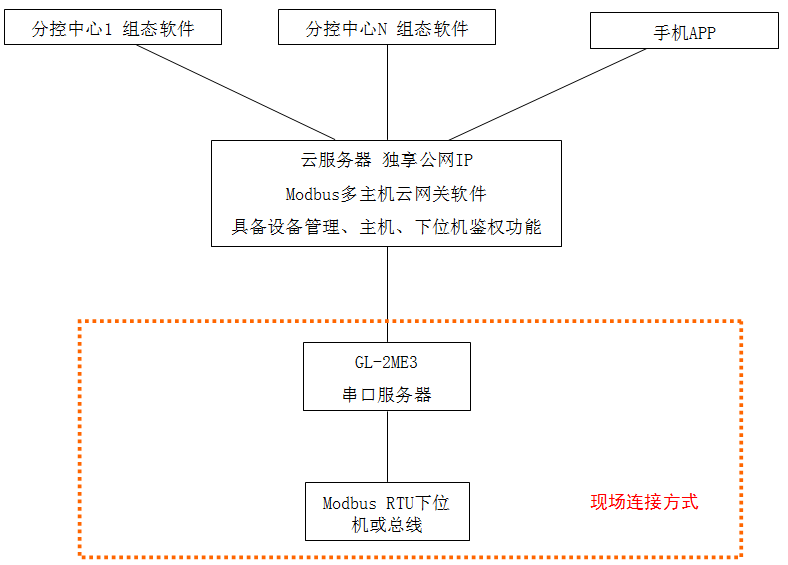 分控中心1 组态软件
分控中心N 组态软件
手机APP
云服务器 独享公网IP
Modbus多主机云网关软件
具备设备管理、主机、下位机鉴权功能
GL-2ME3
串口服务器
Modbus RTU下位
机或总线
现场连接方式